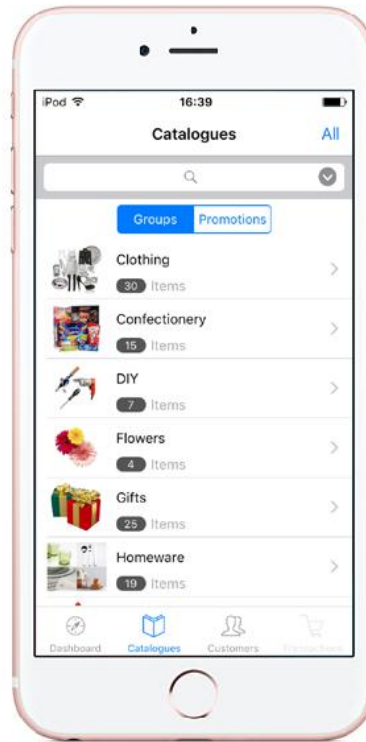 iPod 16:39
Catalogues All
Groups Promotions
Clothing
30 Items
Confectionery
15 Items
DIY
7 Items
Flowers
4 Items
Gifts
25 Items
Homeware
19 Items
Dashboard Catalogues Customers Transactions